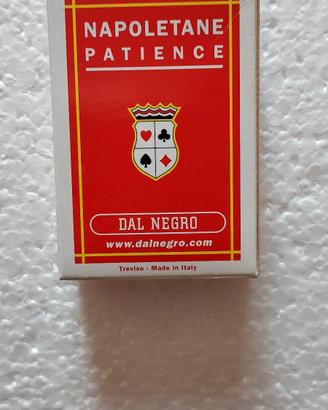 NAPOLETANE
PATIENCE
DAL NEGRO
www.dalnegro.com
Treviso - Made in Italy